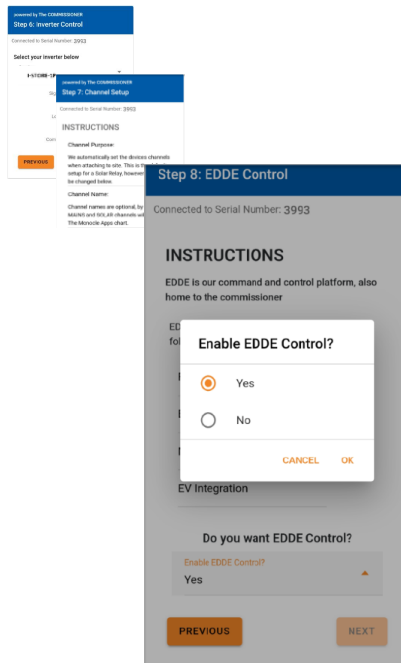 powered by The COMMISSIONER
Step 6: Inverter Control
Connected to Serial Number: 3993
Select your inverter below
PREVIOUS
powered by The COMMISSIONER
Step 7: Channel Setup
Connected to Serial Number: 3993
INSTRUCTIONS
Channel Purpose:
We automatically set the devices channels
when attaching to site. This is the
setup for a Solar Relay, however
be changed below.
Channel Name:
Channel names are optional, by
MAINS and SOLAR channels will
The Monocle Apps chart.
Step 8: EDDE Control
Connected to Serial Number: 3993
INSTRUCTIONS
EDDE is our command and control platform, also
home to the commissioner
Enable EDDE Control?
Yes
No
CANCEL OK
EV Integration
Do you want EDDE Control?
Enable EDDE Control?
Yes
PREVIOUS NEXT